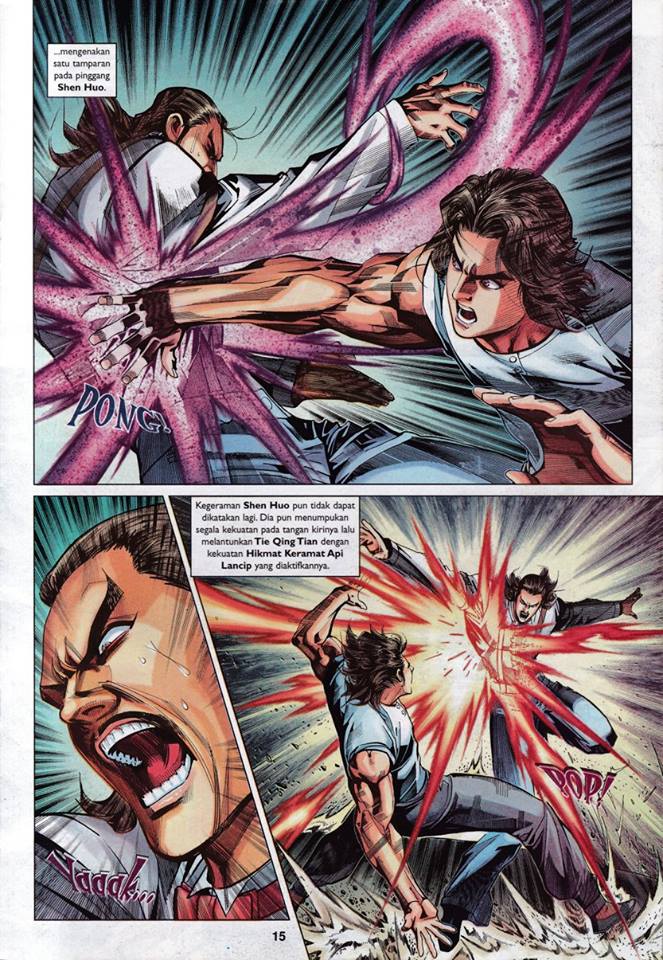 ...mengenakan
satu tamparan
pada pinggang
Shen Huo.
PONG!
Kegeraman Shen Huo pun tidak dapat
dikatakan lagi. Dia pun menumpukan
segala kekuatan pada tangan kirinya lalu
melantunkan Tie Qing Tian dengan
kekuatan Hikmat Keramat Api
Lancip yang diaktifkannya.
Yaaak...
POP!
15